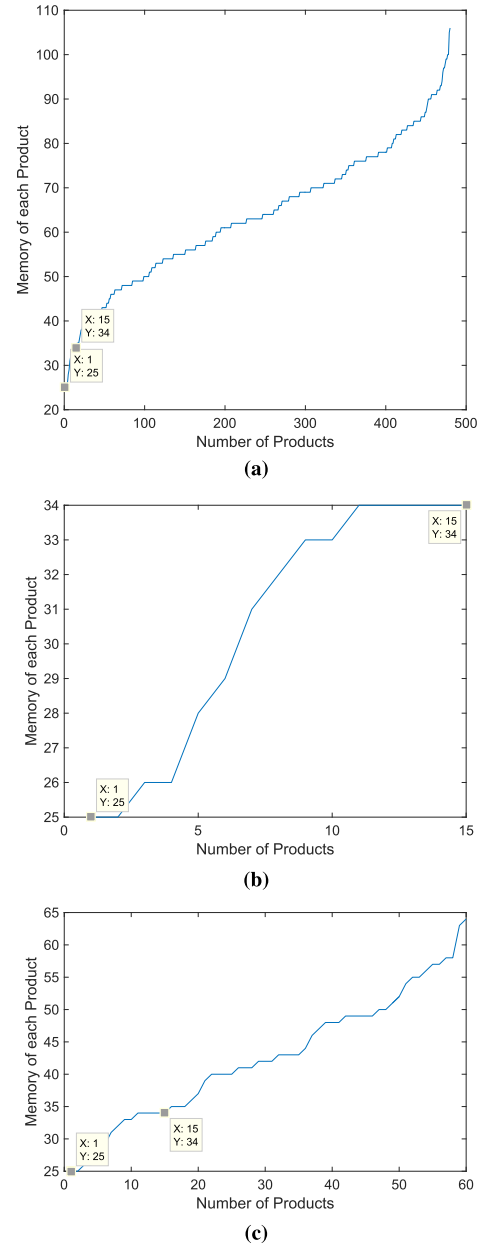 110
100
90
80
70
60
50
40
30
20
Memory of each Product
X: 15
Y: 34
X: 1
Y: 25
0 100 200 300 400 500
Number of Products
(a)
34
33
32
31
30
29
28
27
26
25
Memory of each Product
X: 15
Y: 34
X: 1
Y: 25
0 5 10 15
Number of Products
(b)
65
60
55
50
45
40
35
30
25
Memory of each Product
X: 15
Y: 34
X: 1
Y: 25
0 10 20 30 40 50 60
Number of Products
(c)